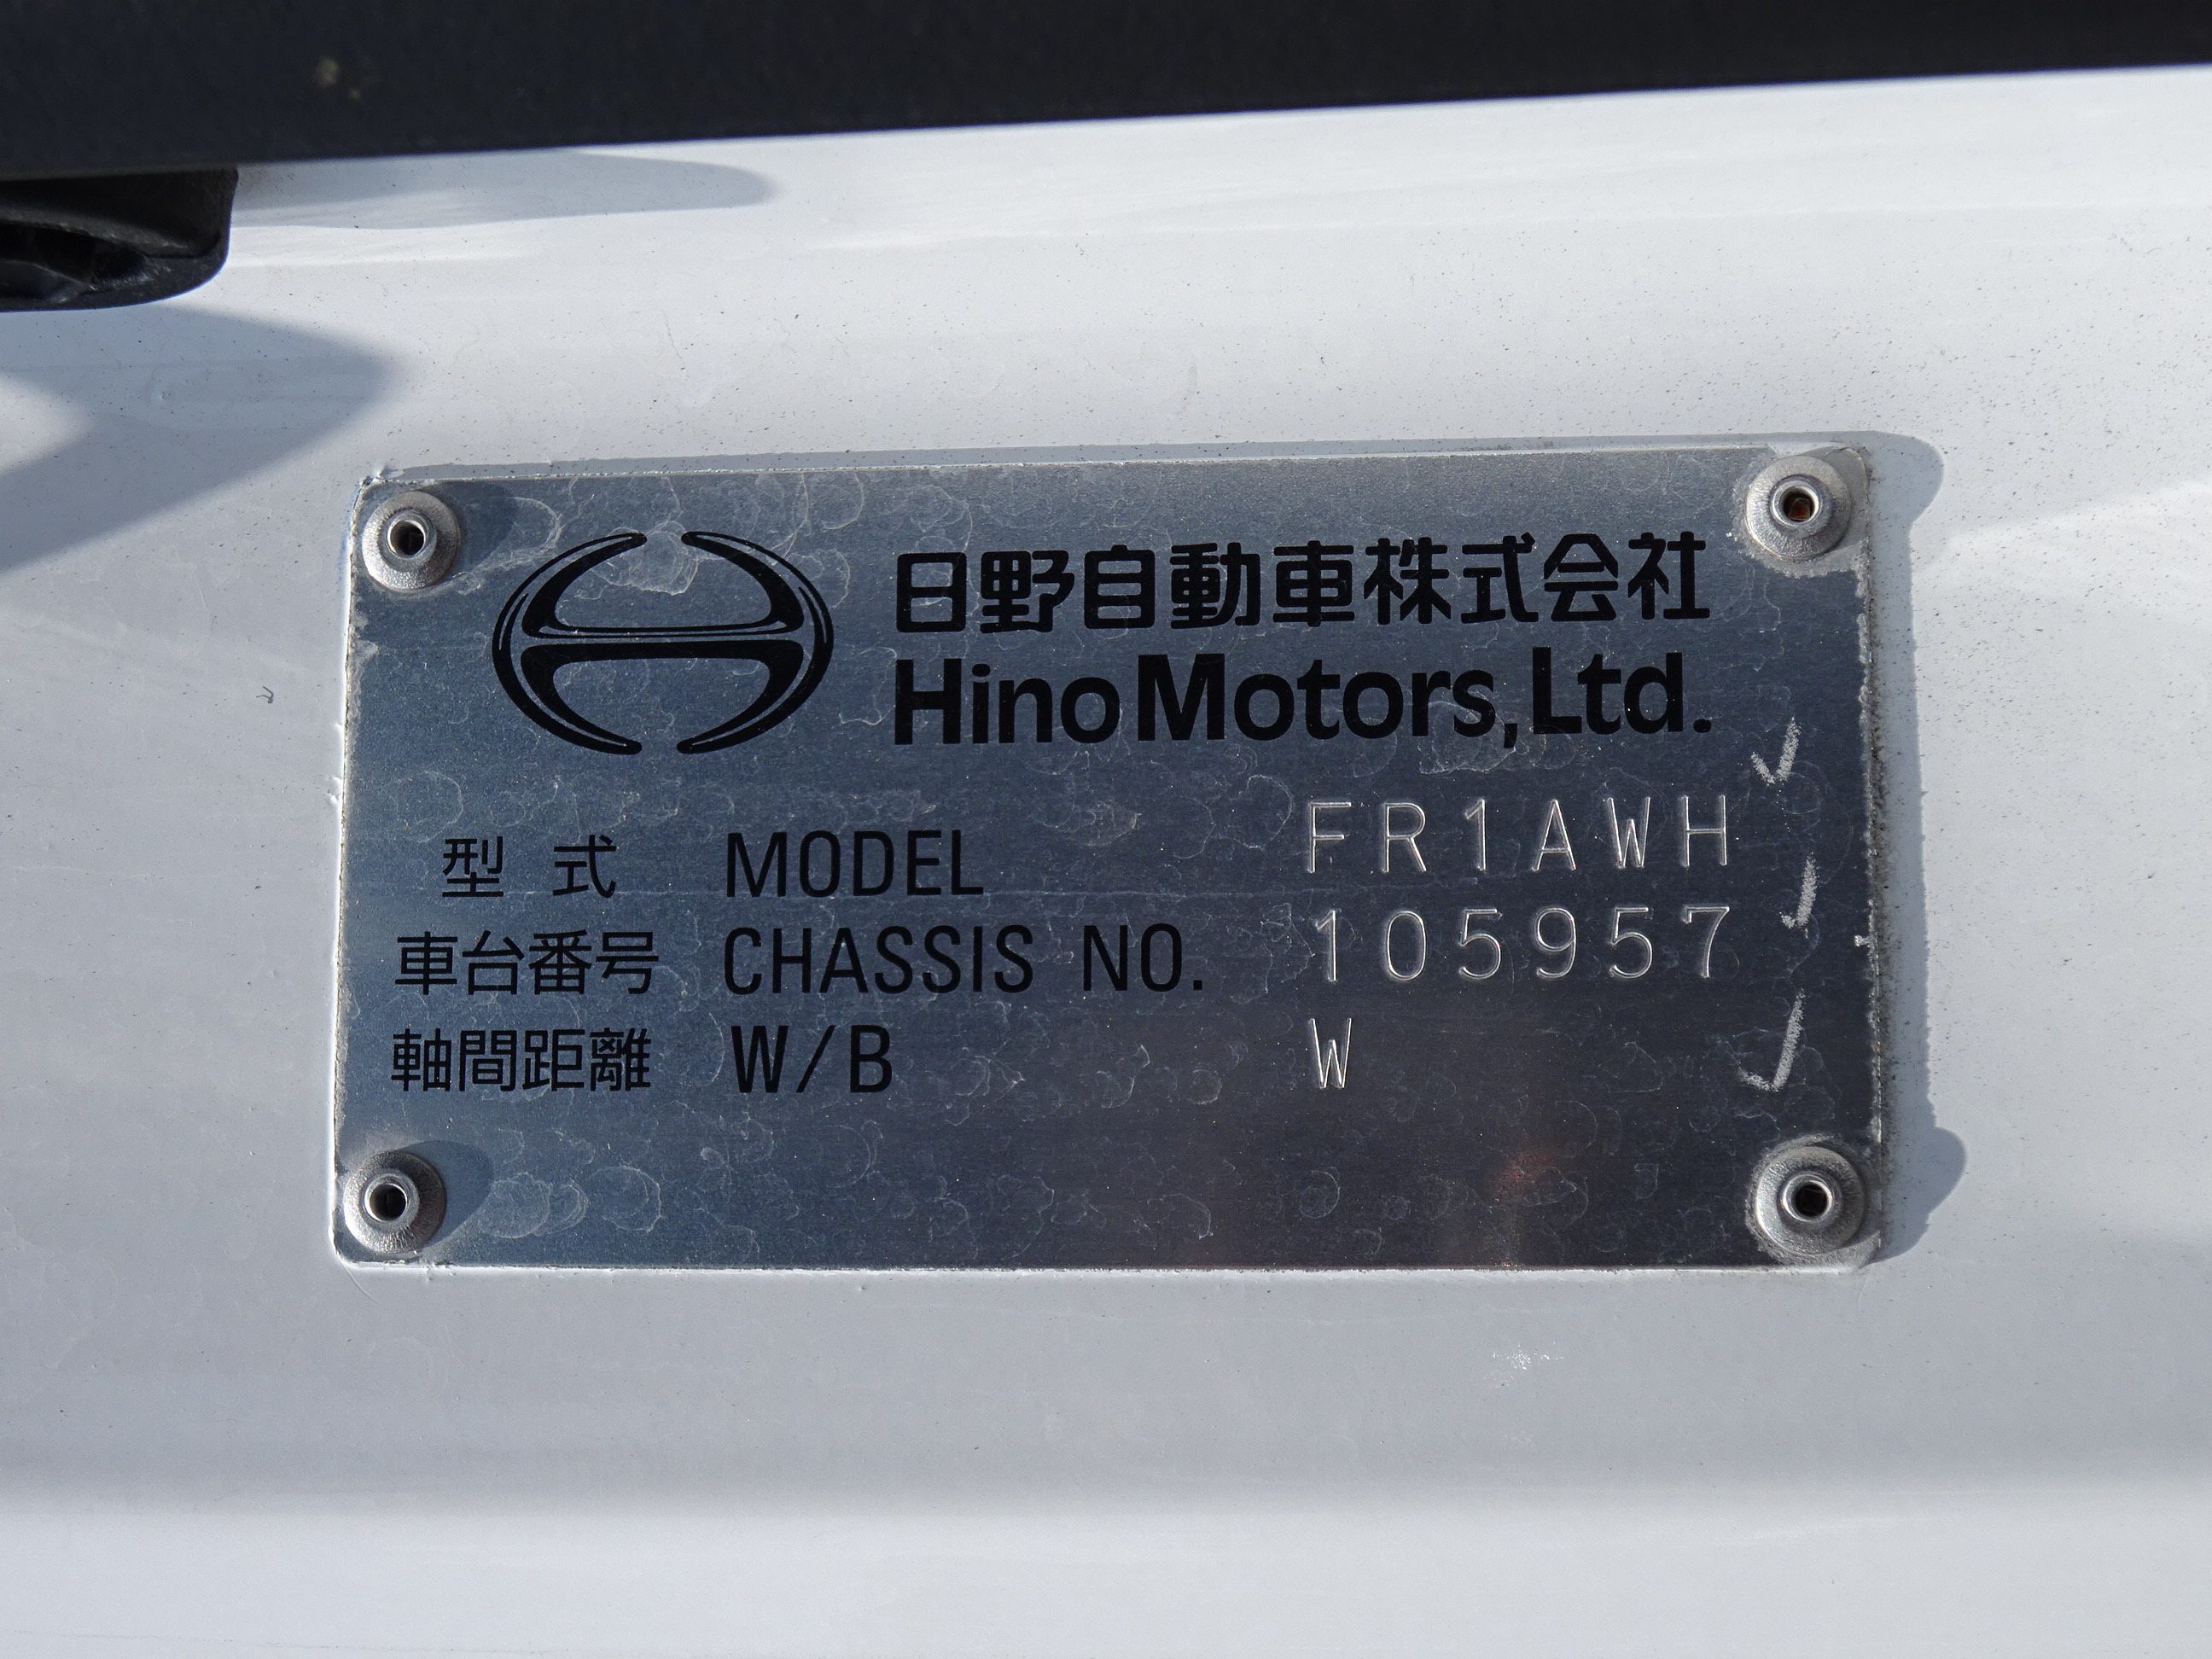 日野自動車株式会社
Hino Motors, Ltd.
型式 MODEL FR1AWH
車台番号 CHASSIS NO. 105957
軸間距離 W/B W